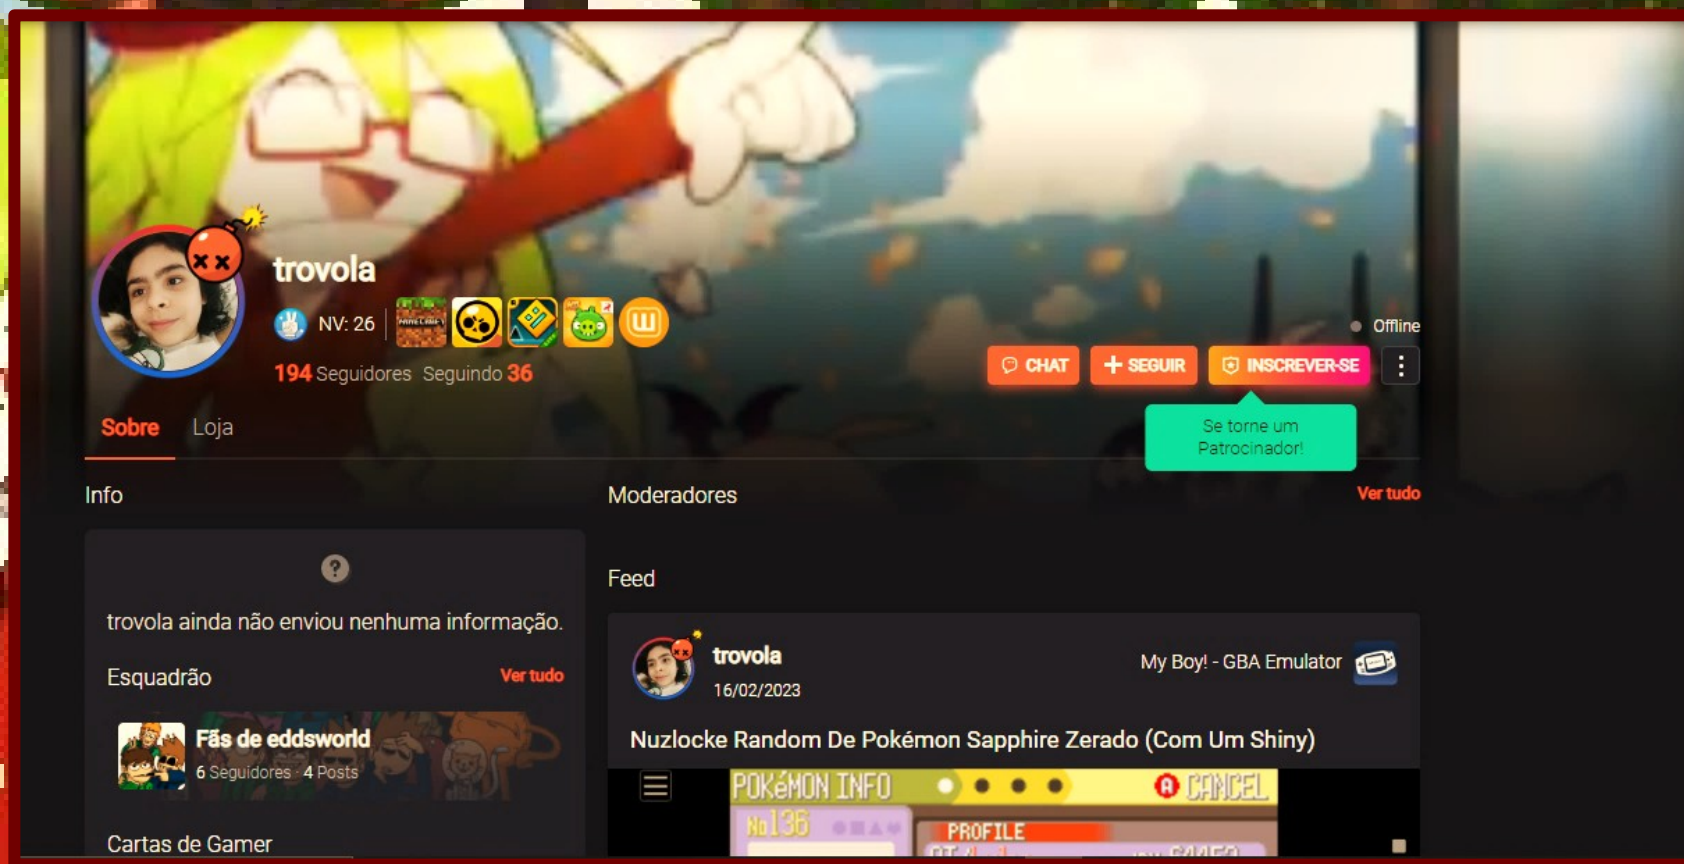 trovola
NV: 26
194 Seguidores Seguindo 36
Offline
CHAT
SEGUIR
INSCREVER-SE
Se torne um
Patrocinador!
Sobre
Loja
Info
trovola ainda não enviou nenhuma informação.
Esquadrão
Ver tudo
Fãs de eddsworld
6 Seguidores · 4 Posts
Cartas de Gamer
Moderadores
Ver tudo
Feed
trovola
16/02/2023
My Boy! - GBA Emulator
Nuzlocke Random De Pokémon Sapphire Zerado (Com Um Shiny)
POKéMON INFO
A CANCEL
No136
PROFILE